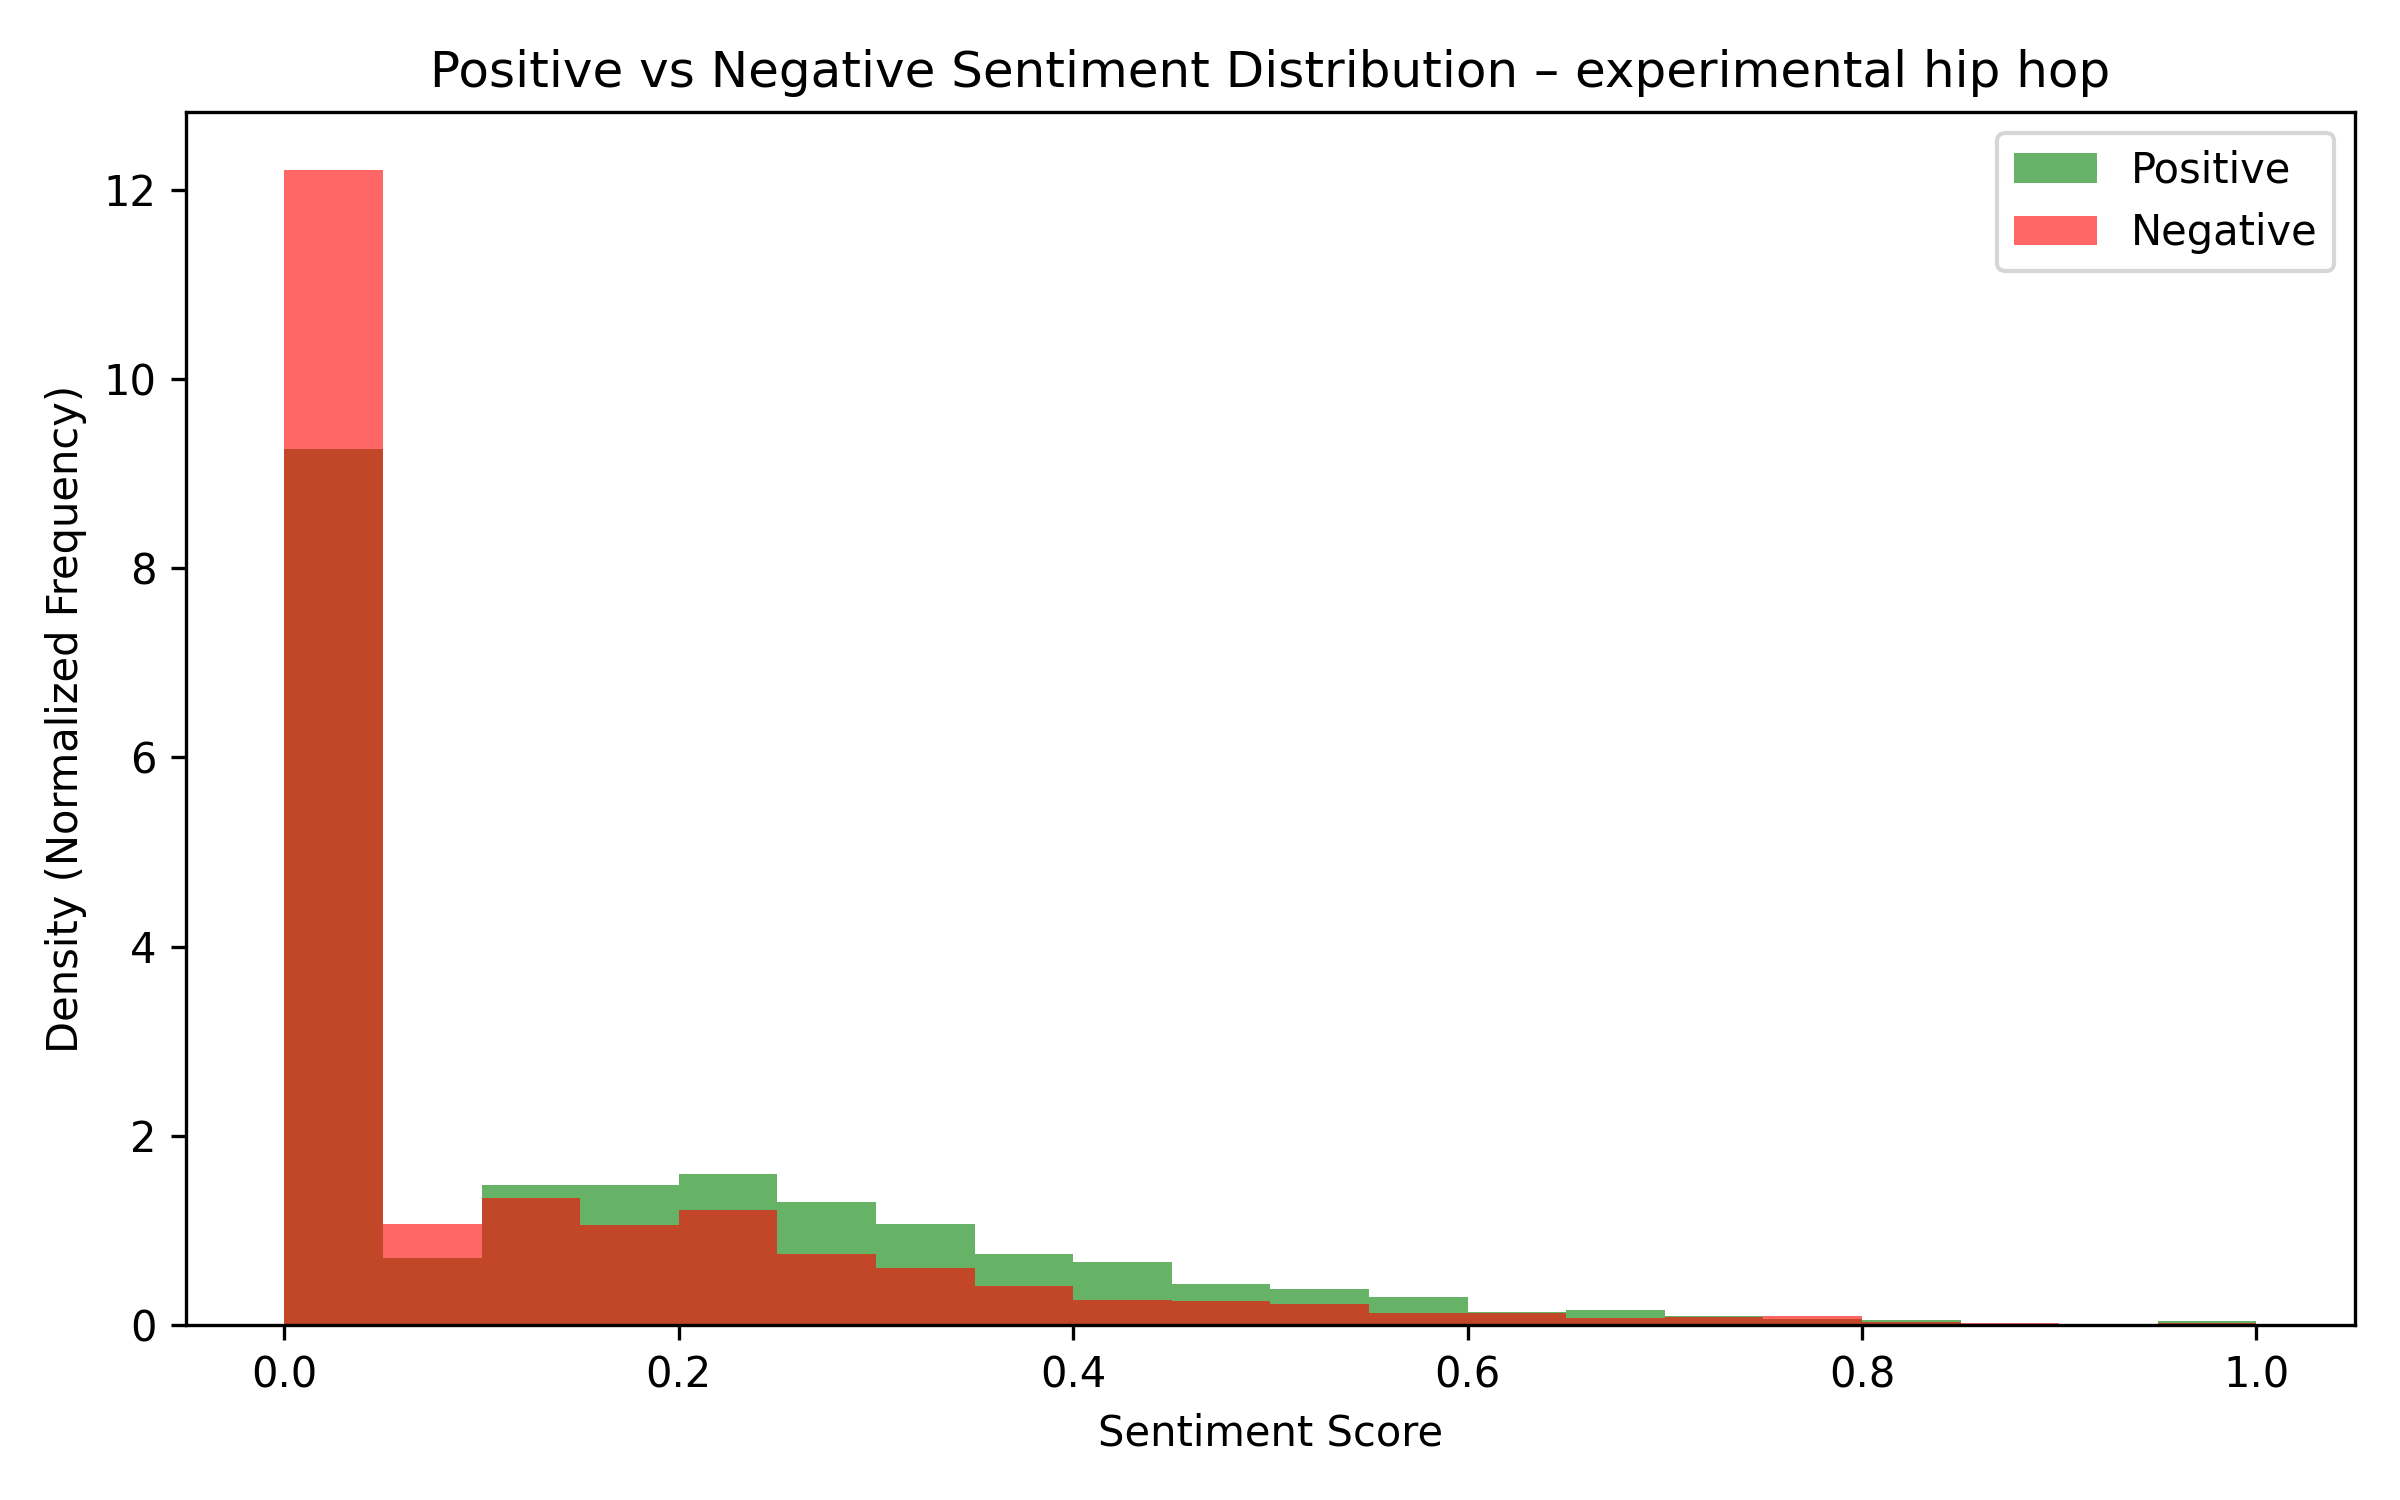 Positive vs Negative Sentiment Distribution – experimental hip hop
Positive
Negative
Density (Normalized Frequency)
12
10
8
6
4
2
0
0.0 0.2 0.4 0.6 0.8 1.0
Sentiment Score